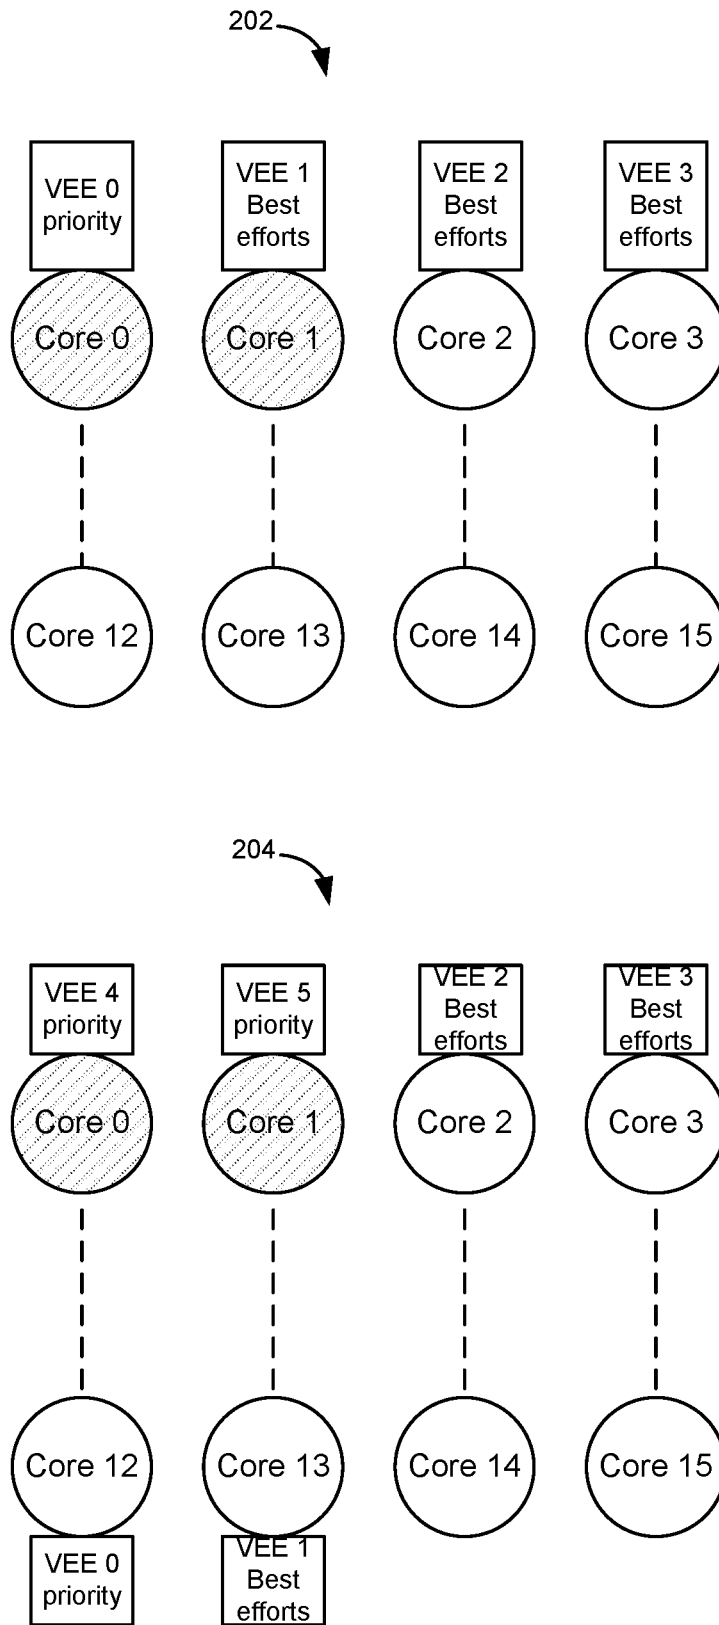 202
VEE 0
priority
VEE 1
Best
efforts
VEE 2
Best
efforts
VEE 3
Best
efforts
Core 0
Core 1
Core 2
Core 3
Core 12
Core 13
Core 14
Core 15
204
VEE 4
priority
VEE 5
priority
VEE 2
Best
efforts
VEE 3
Best
efforts
Core 0
Core 1
Core 2
Core 3
Core 12
Core 13
Core 14
Core 15
VEE 0
priority
VEE 1
Best
efforts